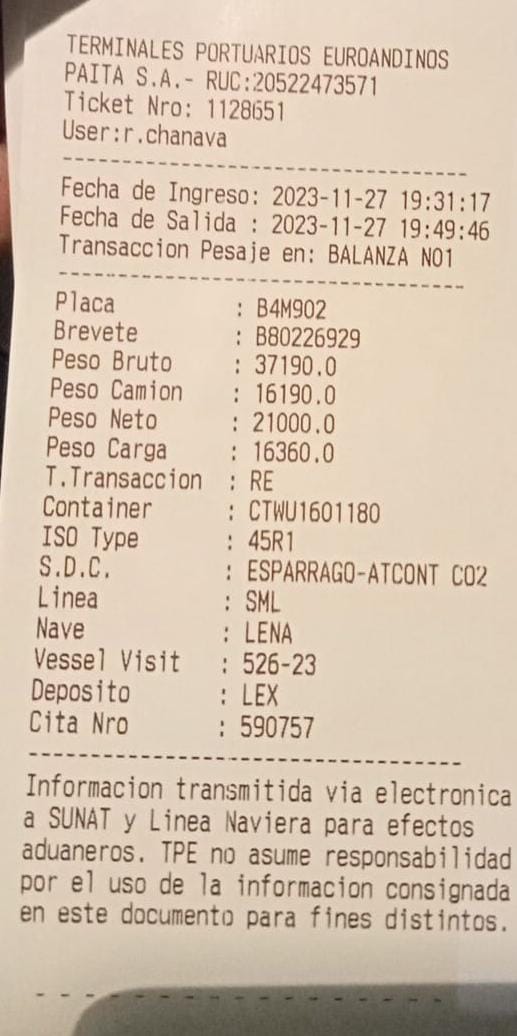 TERMINALES PORTUARIOS EUROANDINOS
PAITA S.A.- RUC:20522473571
Ticket Nro: 1128651
User:r.chanava
Fecha de Ingreso: 2023-11-27 19:31:17
Fecha de Salida : 2023-11-27 19:49:46
Transaccion Pesaje en: BALANZA NO1
Placa : B4M902
Brevete : B80226929
Peso Bruto : 37190.0
Peso Camion : 16190.0
Peso Neto : 21000.0
Peso Carga : 16360.0
T.Transaccion : RE
Container : CTWU1601180
ISO Type : 45R1
S.D.C. : ESPARRAGO-ATCONT CO2
Linea : SML
Nave : LENA
Vessel Visit : 526-23
Deposito : LEX
Cita Nro : 590757
Informacion transmitida via electronica
a SUNAT y Linea Naviera para efectos
aduaneros. TPE no asume responsabilidad
por el uso de la informacion consignada
en este documento para fines distintos.